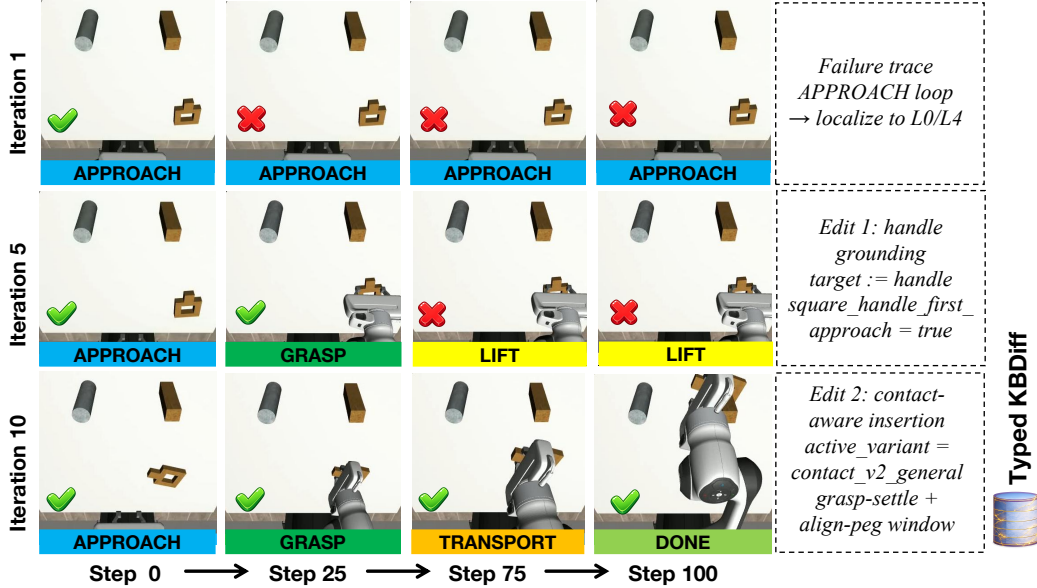 Iteration 1
APPROACH
APPROACH
APPROACH
APPROACH
Failure trace
APPROACH loop
→ localize to L0/L4
Iteration 5
APPROACH
GRASP
LIFT
LIFT
Edit 1: handle
grounding
target := handle
square_handle_first_
approach = true
Iteration 10
APPROACH
GRASP
TRANSPORT
DONE
Edit 2: contact-
aware insertion
active_variant =
contact_v2_general
grasp-settle +
align-peg window
Typed KBDiff
Step 0
Step 25
Step 75
Step 100